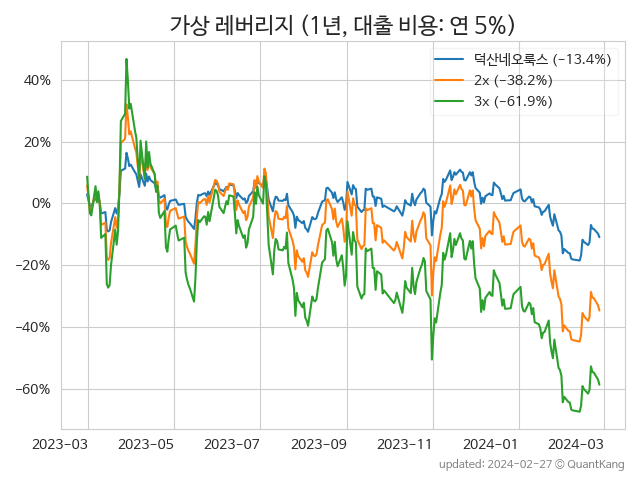 가상 레버리지 (1년, 대출 비용: 연 5%)
덕산네오룩스 (-13.4%)
2x (-38.2%)
3x (-61.9%)
40%
20%
0%
-20%
-40%
-60%
2023-03 2023-05 2023-07 2023-09 2023-11 2024-01 2024-03
updated: 2024-02-27 © QuantKang